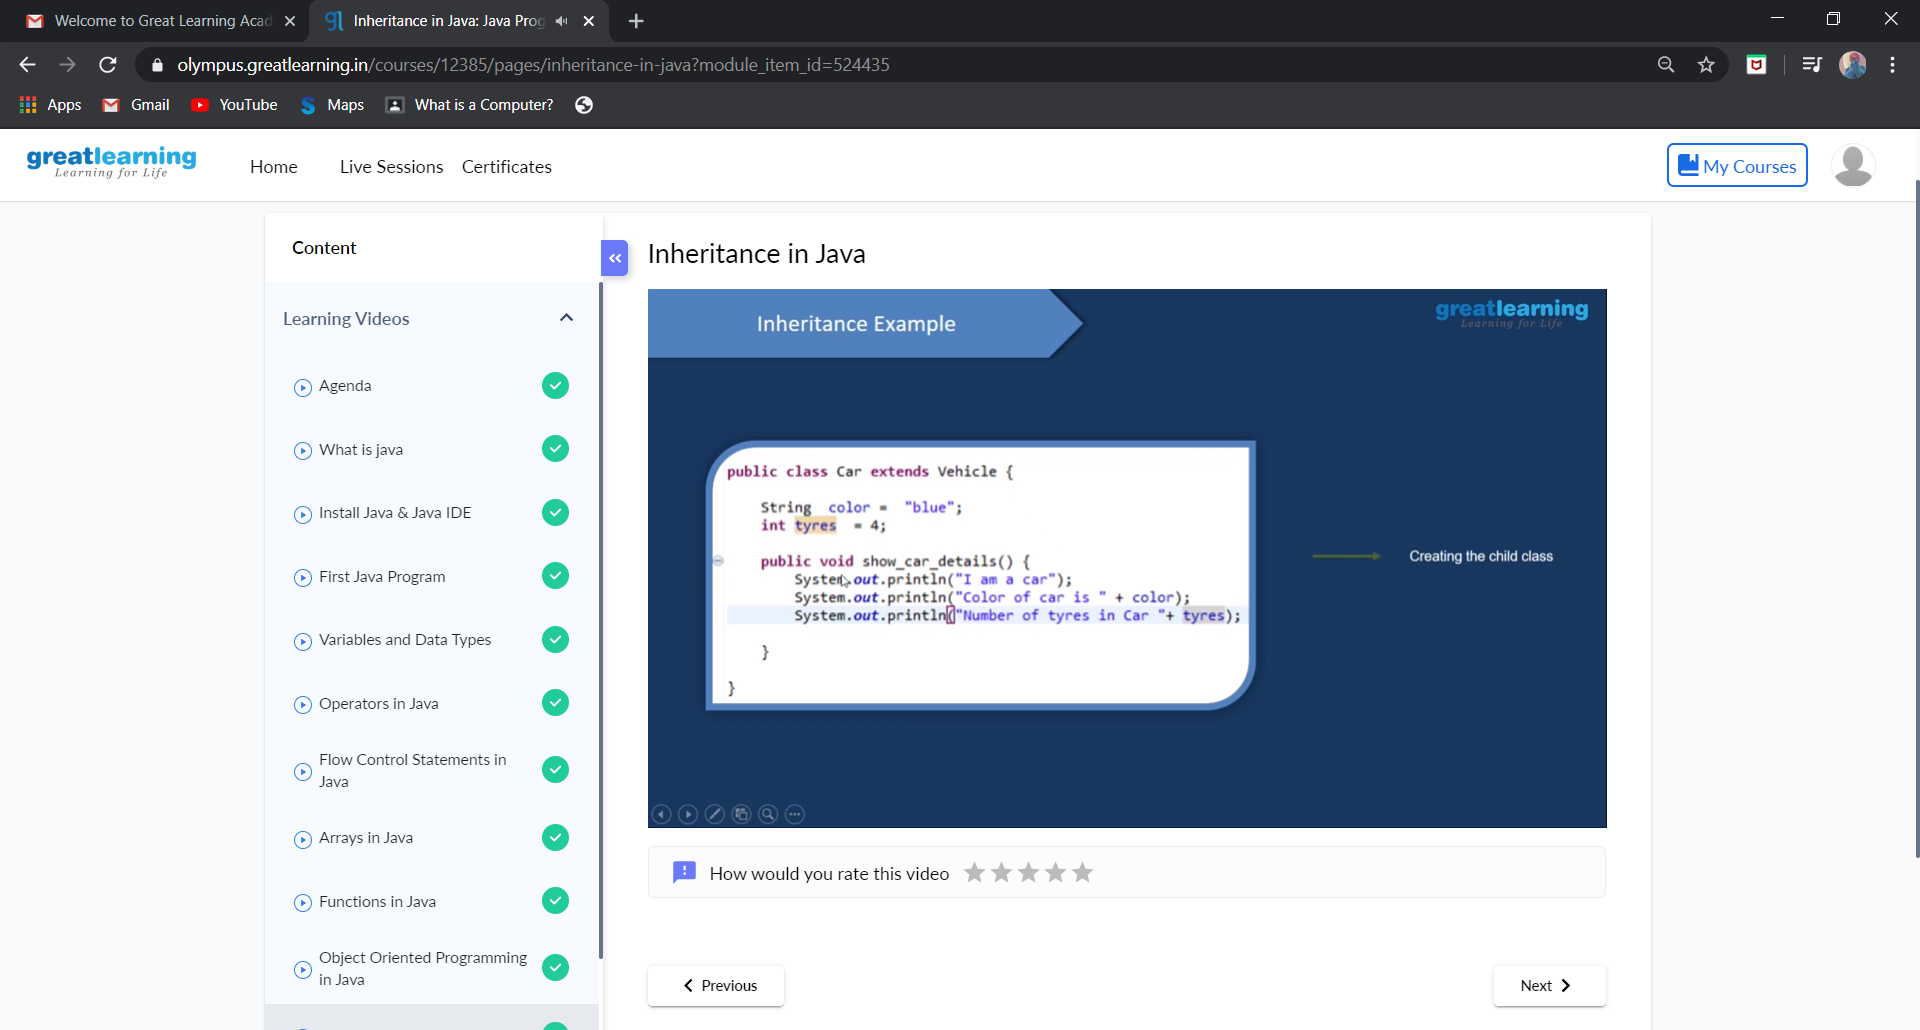 Welcome to Great Learning Acad
Inheritance in Java: Java Prog
olympus.greatlearning.in/courses/12385/pages/inheritance-in-java?module_item_id=524435
Apps
Gmail
YouTube
Maps
What is a Computer?
greatlearning
Learning for Life
Home
Live Sessions
Certificates
My Courses
Content
Learning Videos
Agenda
What is java
Install Java & Java IDE
First Java Program
Variables and Data Types
Operators in Java
Flow Control Statements in
Java
Arrays in Java
Functions in Java
Object Oriented Programming
in Java
Inheritance in Java
Inheritance Example
greatlearning
Learning for Life
public class Car extends Vehicle {
String color = "blue";
int tyres = 4;
public void show_car_details() {
System.out.println("I am a car");
System.out.println("Color of car is " + color);
System.out.println("Number of tyres in Car "+ tyres);
}
}
Creating the child class
How would you rate this video
Previous
Next